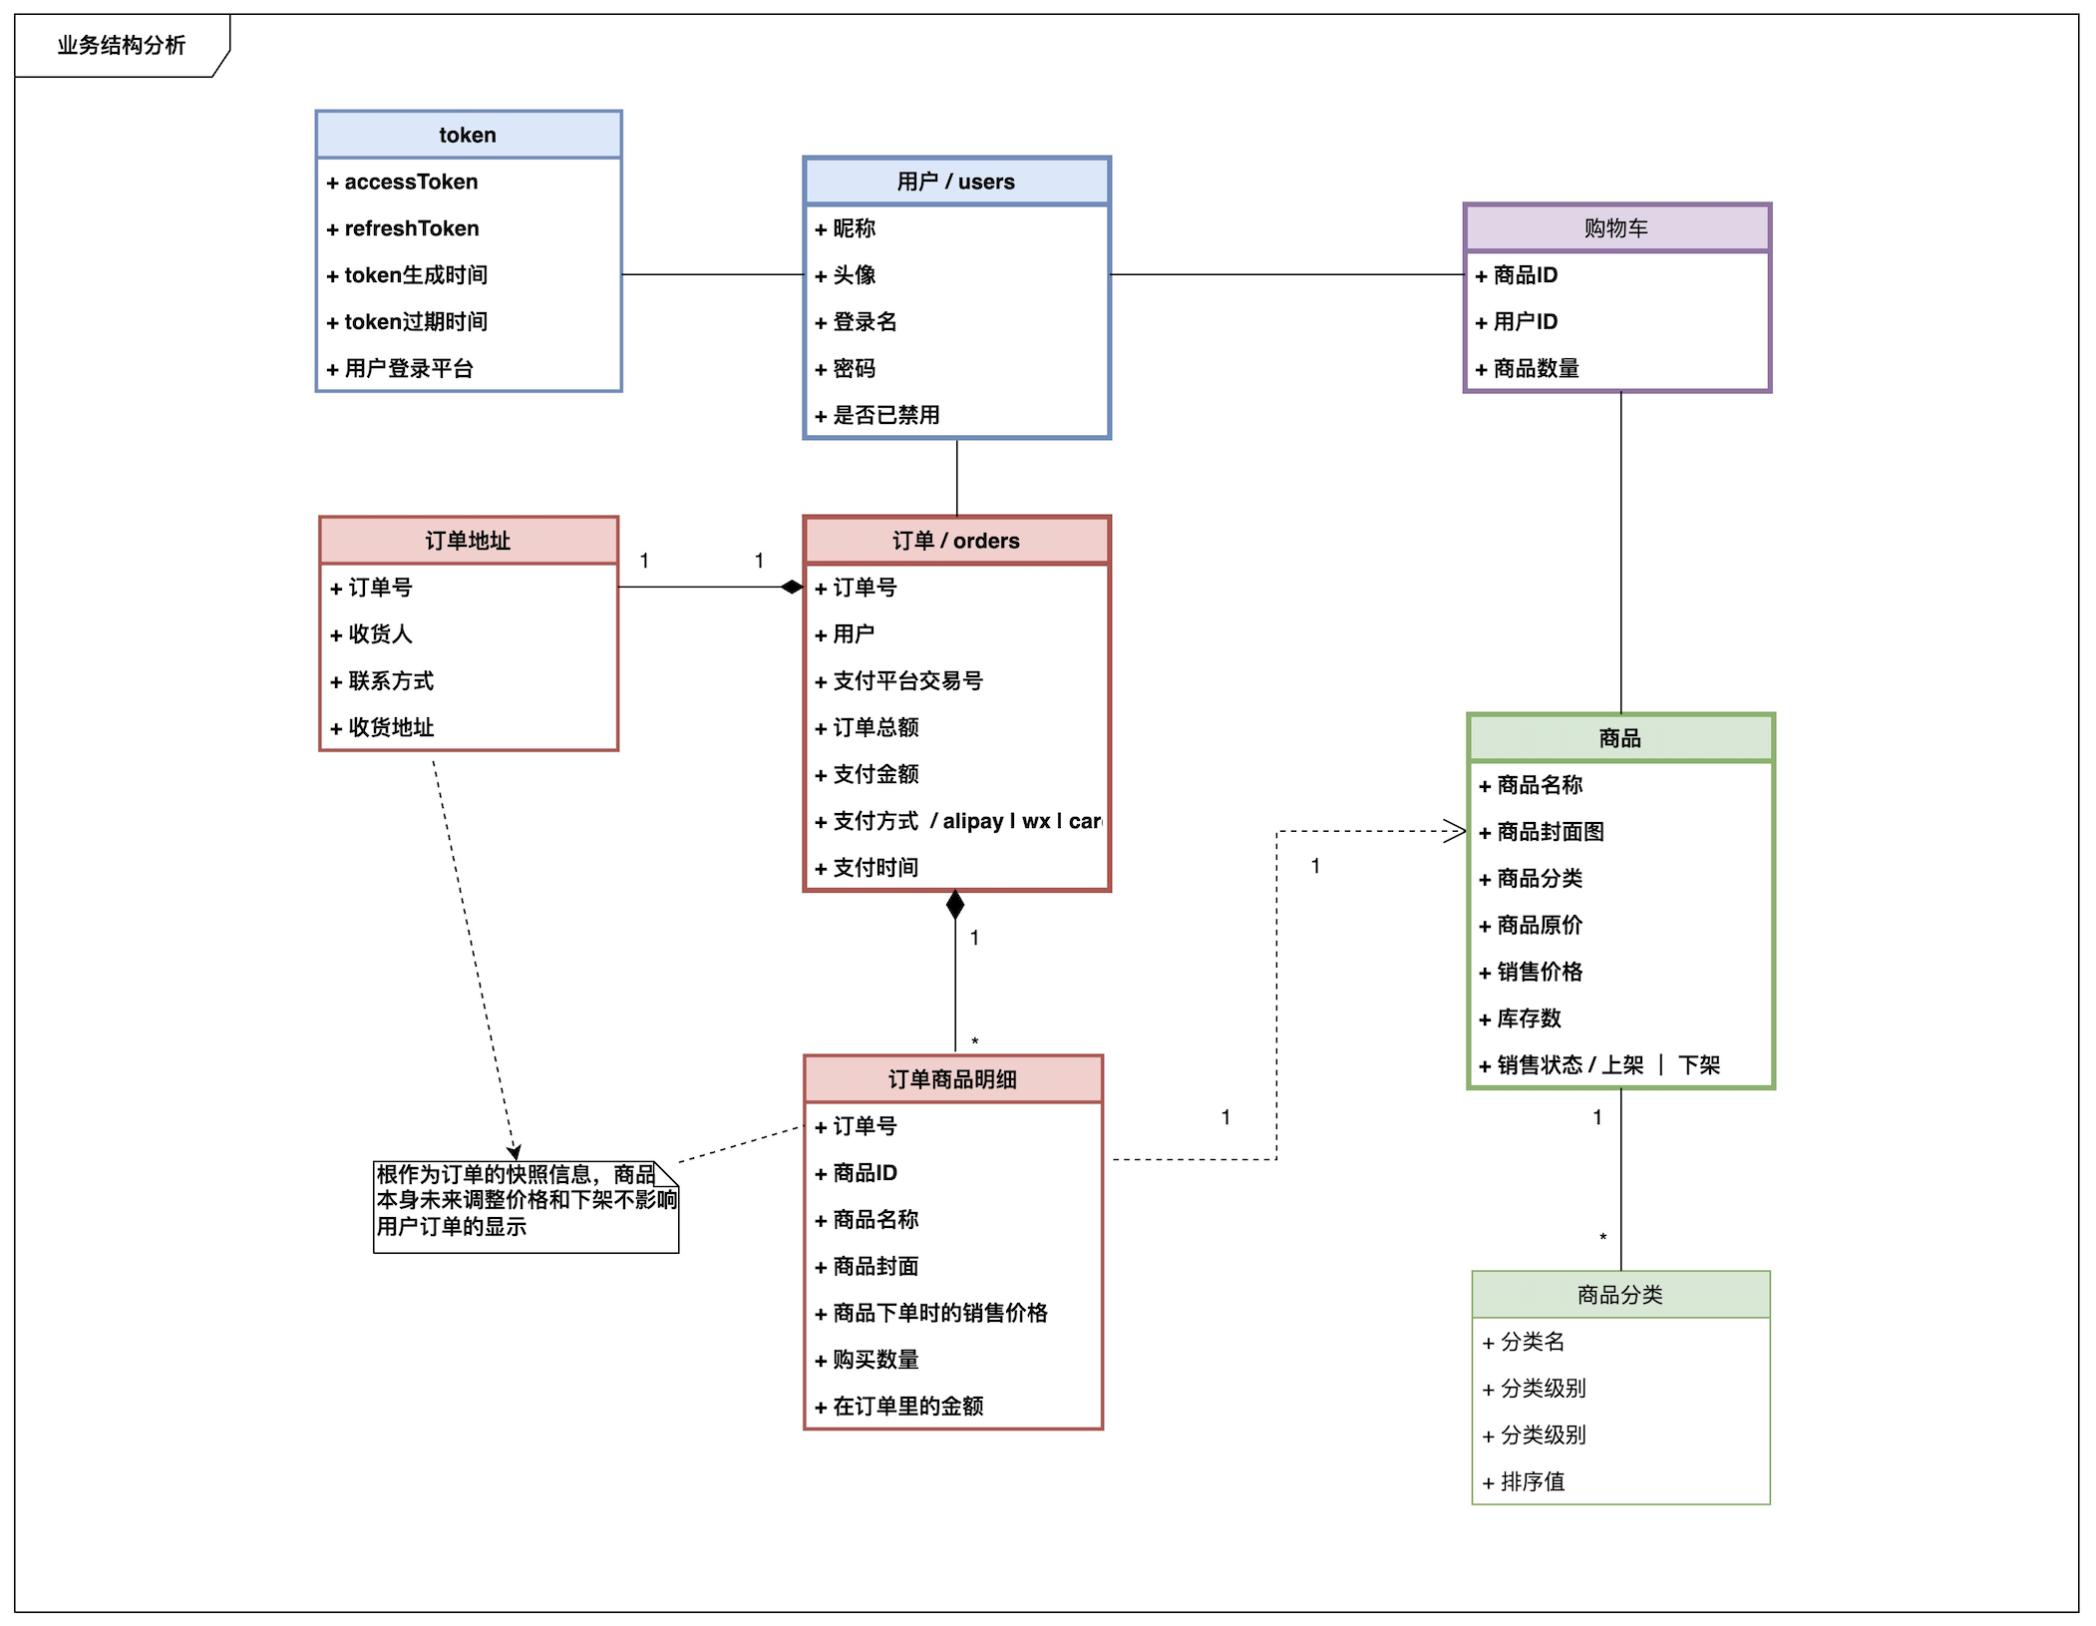 业务结构分析
token
+ accessToken
+ refreshToken
+ token生成时间
+ token过期时间
+ 用户登录平台
用户 / users
+ 昵称
+ 头像
+ 登录名
+ 密码
+ 是否已禁用
购物车
+ 商品ID
+ 用户ID
+ 商品数量
订单地址
+ 订单号
+ 收货人
+ 联系方式
+ 收货地址
1
1
订单 / orders
+ 订单号
+ 用户
+ 支付平台交易号
+ 订单总额
+ 支付金额
+ 支付方式 / alipay | wx | car
+ 支付时间
1
*
商品
+ 商品名称
+ 商品封面图
+ 商品分类
+ 商品原价
+ 销售价格
+ 库存数
+ 销售状态 / 上架 ｜ 下架
1
1
根作为订单的快照信息，商品
本身未来调整价格和下架不影响
用户订单的显示
订单商品明细
+ 订单号
+ 商品ID
+ 商品名称
+ 商品封面
+ 商品下单时的销售价格
+ 购买数量
+ 在订单里的金额
1
*
商品分类
+ 分类名
+ 分类级别
+ 分类级别
+ 排序值